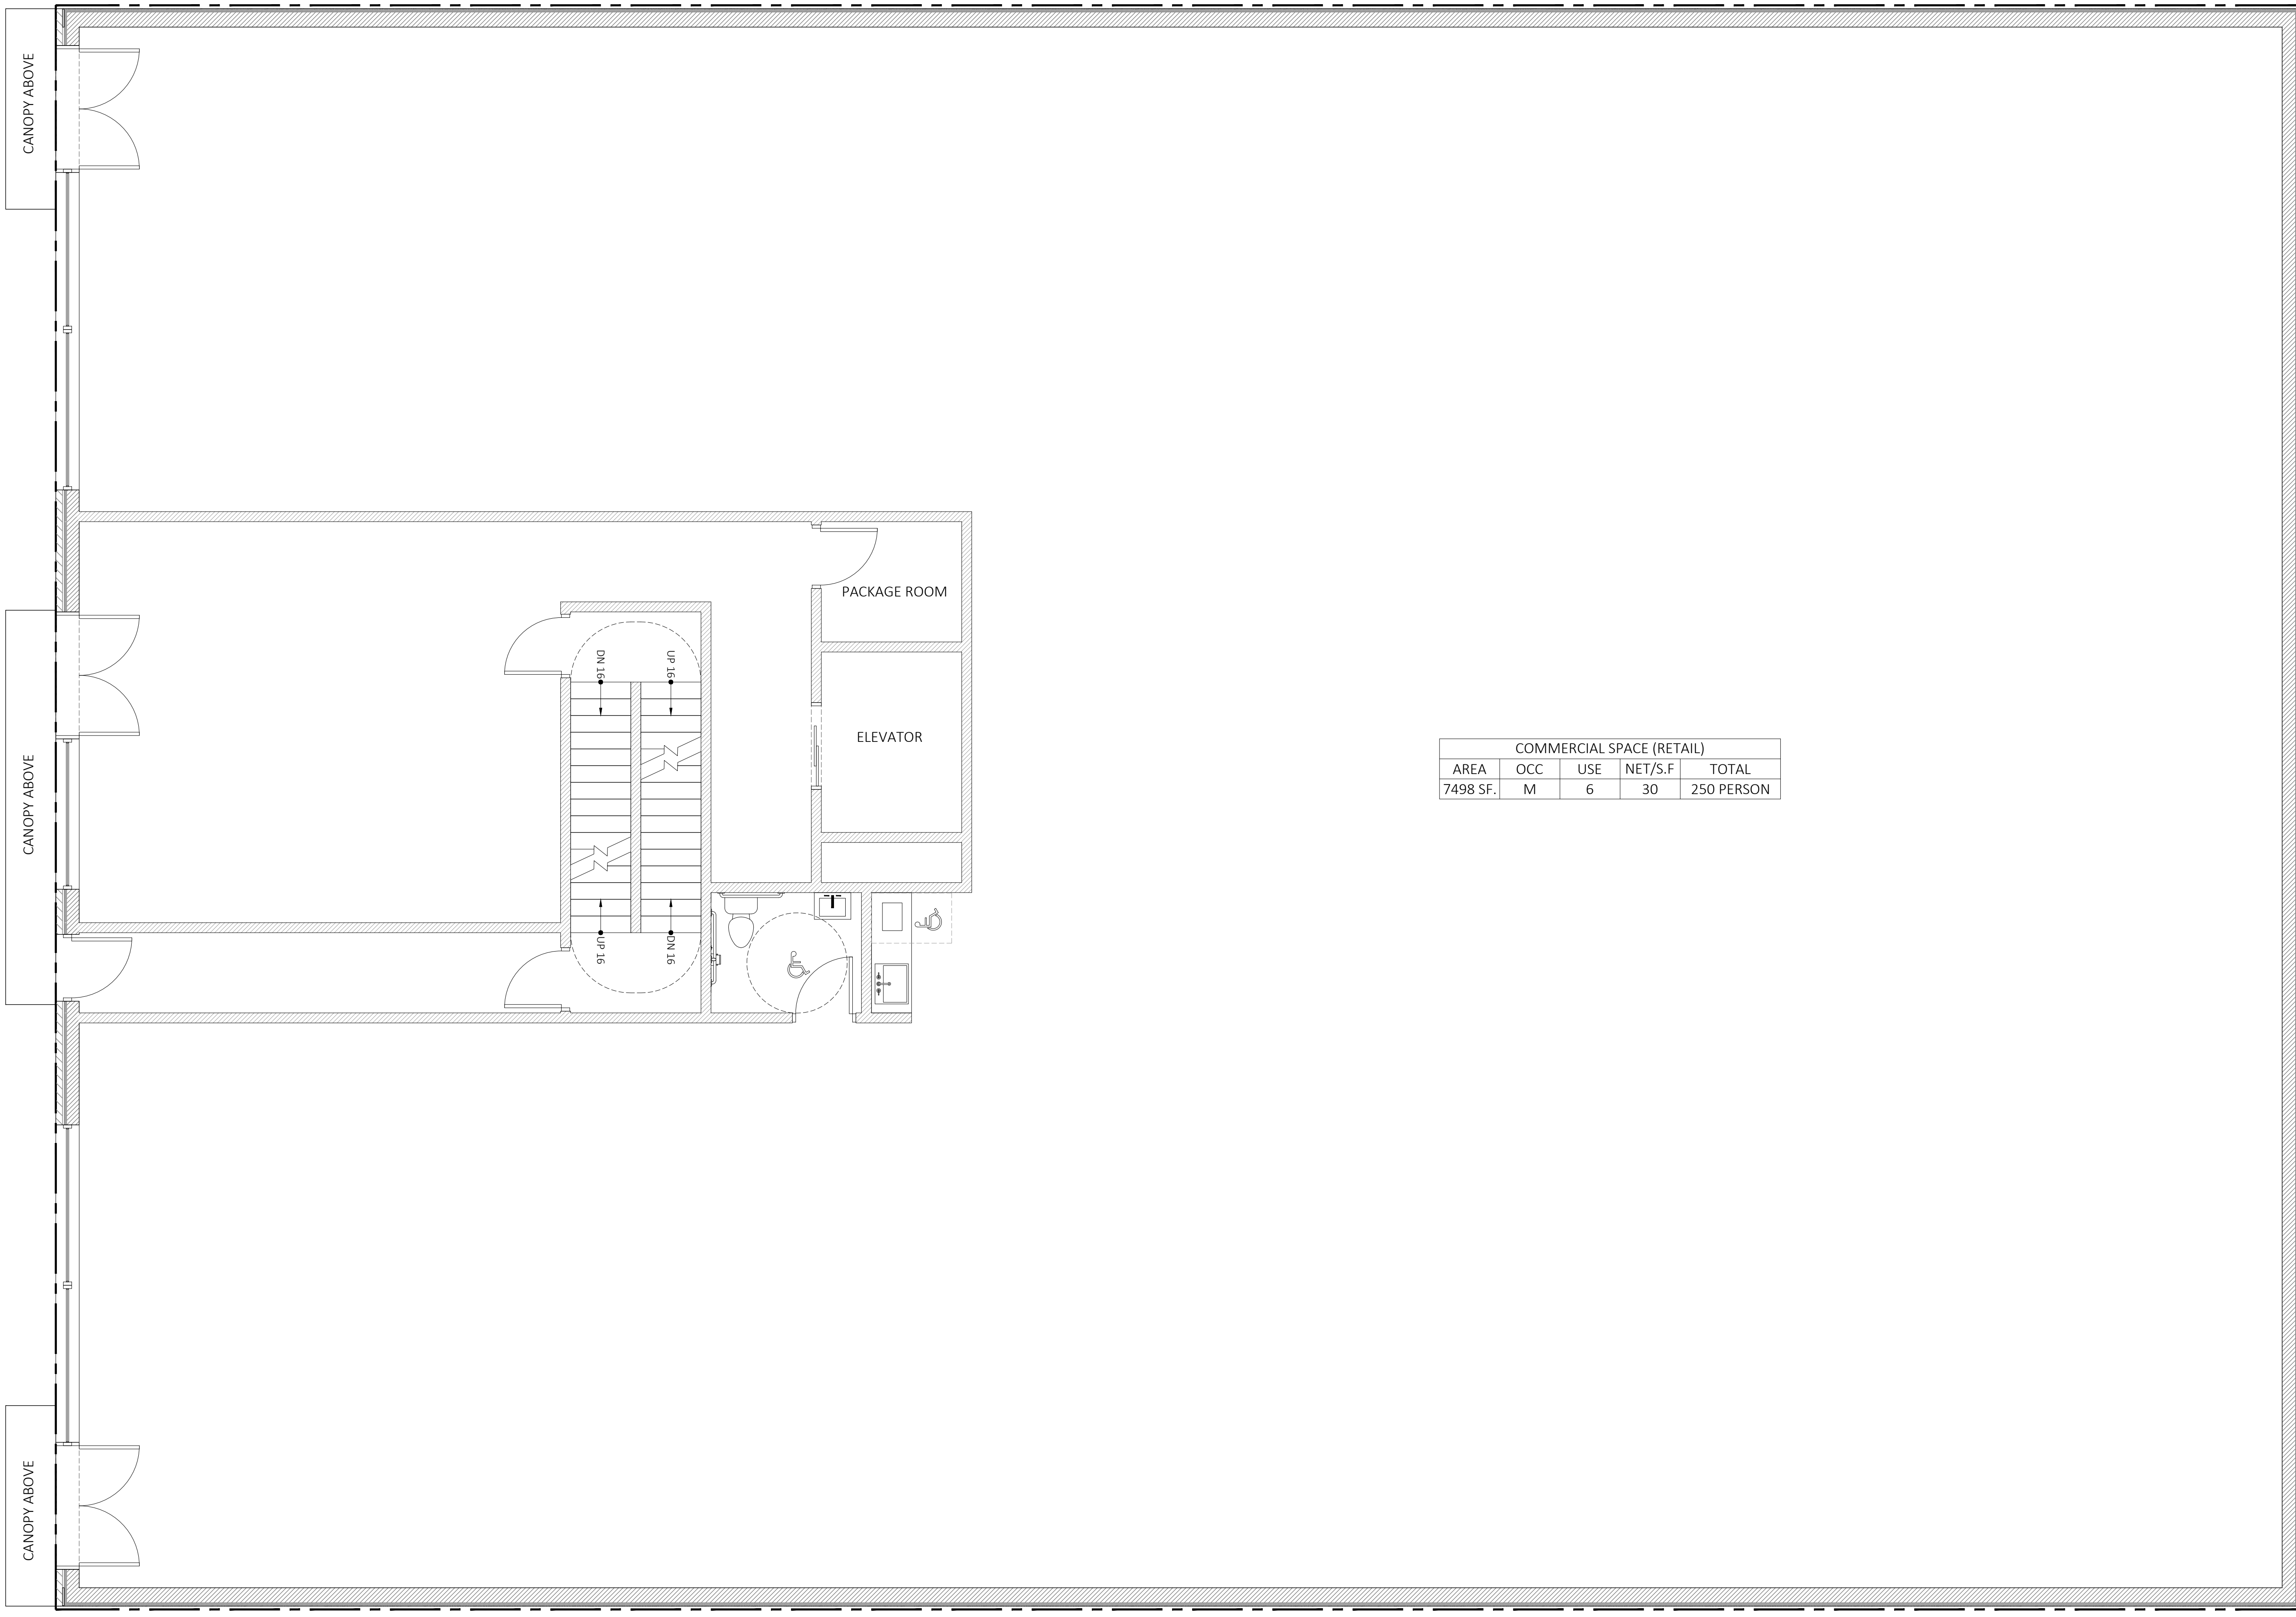 CANOPY ABOVE
PACKAGE ROOM
DN 16
UP 16
ELEVATOR
CANOPY ABOVE
COMMERCIAL SPACE (RETAIL)
AREA OCC USE NET/S.F TOTAL
7498 SF. M 6 30 250 PERSON
UP 16
DN 16
CANOPY ABOVE